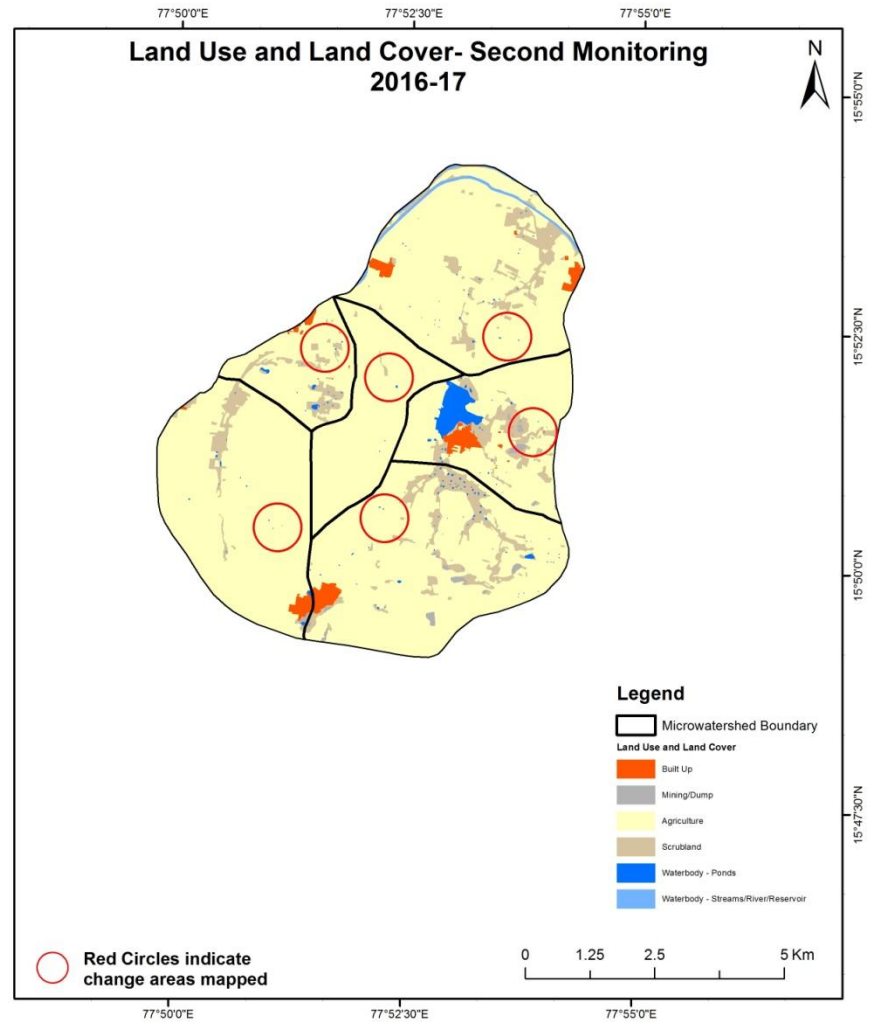 77°50'0"E 77°52'30"E 77°55'0"E
Land Use and Land Cover- Second Monitoring
2016-17
N
15°55'0"N
15°52'30"N
15°50'0"N
15°47'30"N
Legend
Microwatershed Boundary
Land Use and Land Cover
Built Up
Mining/Dump
Agriculture
Scrubland
Waterbody - Ponds
Waterbody - Streams/River/Reservoir
Red Circles indicate
change areas mapped
0 1.25 2.5 5 Km
77°50'0"E 77°52'30"E 77°55'0"E